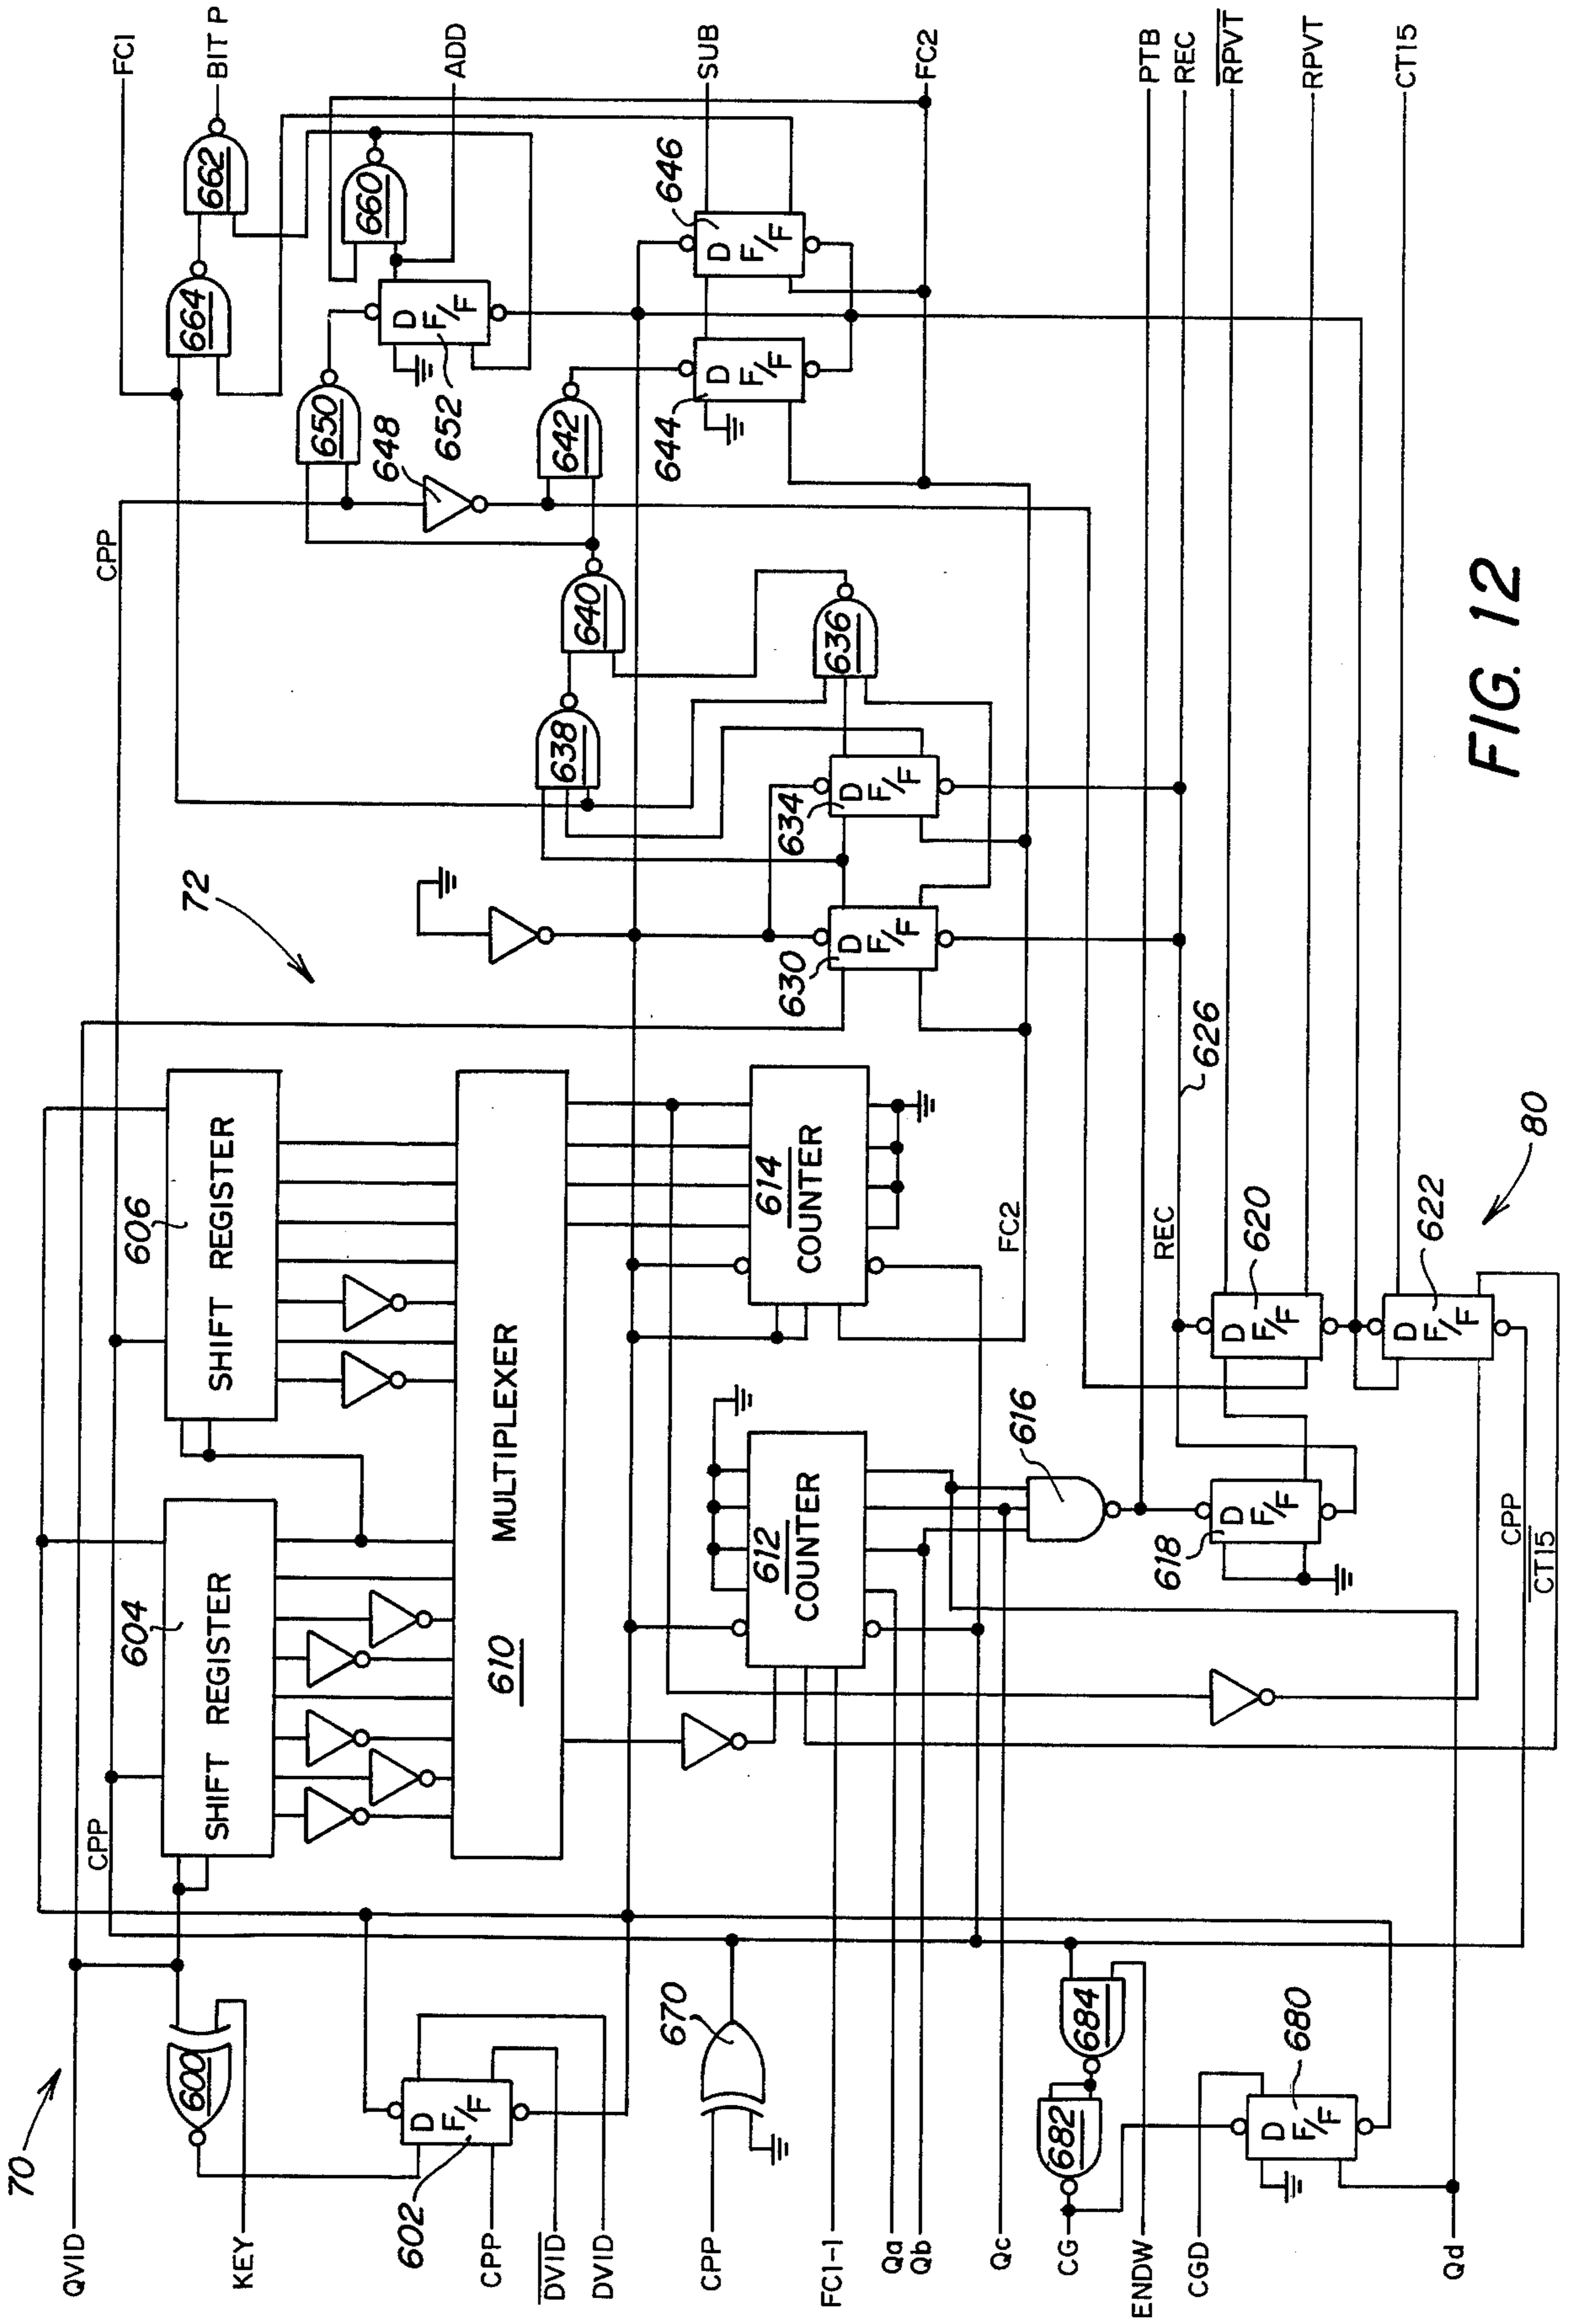 70
QVID
KEY
600
602
CPP
D
F/F
DVID
DVID
CPP
670
FC1-1
Qa
Qb
Qc
CG
682
684
ENDW
CGD
680
D
F/F
Qd
CPP
604
SHIFT REGISTER
606
SHIFT REGISTER
MULTIPLEXER
610
612
COUNTER
614
COUNTER
616
618
D
F/F
620
D
F/F
622
D
F/F
CPP
CT15
80
REC
626
FC2
72
630
D
F/F
634
D
F/F
636
638
640
CPP
642
644
D
F/F
646
D
F/F
648
650
652
D
F/F
660
662
664
FC1
BIT P
ADD
SUB
FC2
PTB
REC
RPVT
RPVT
CT15
FIG. 12